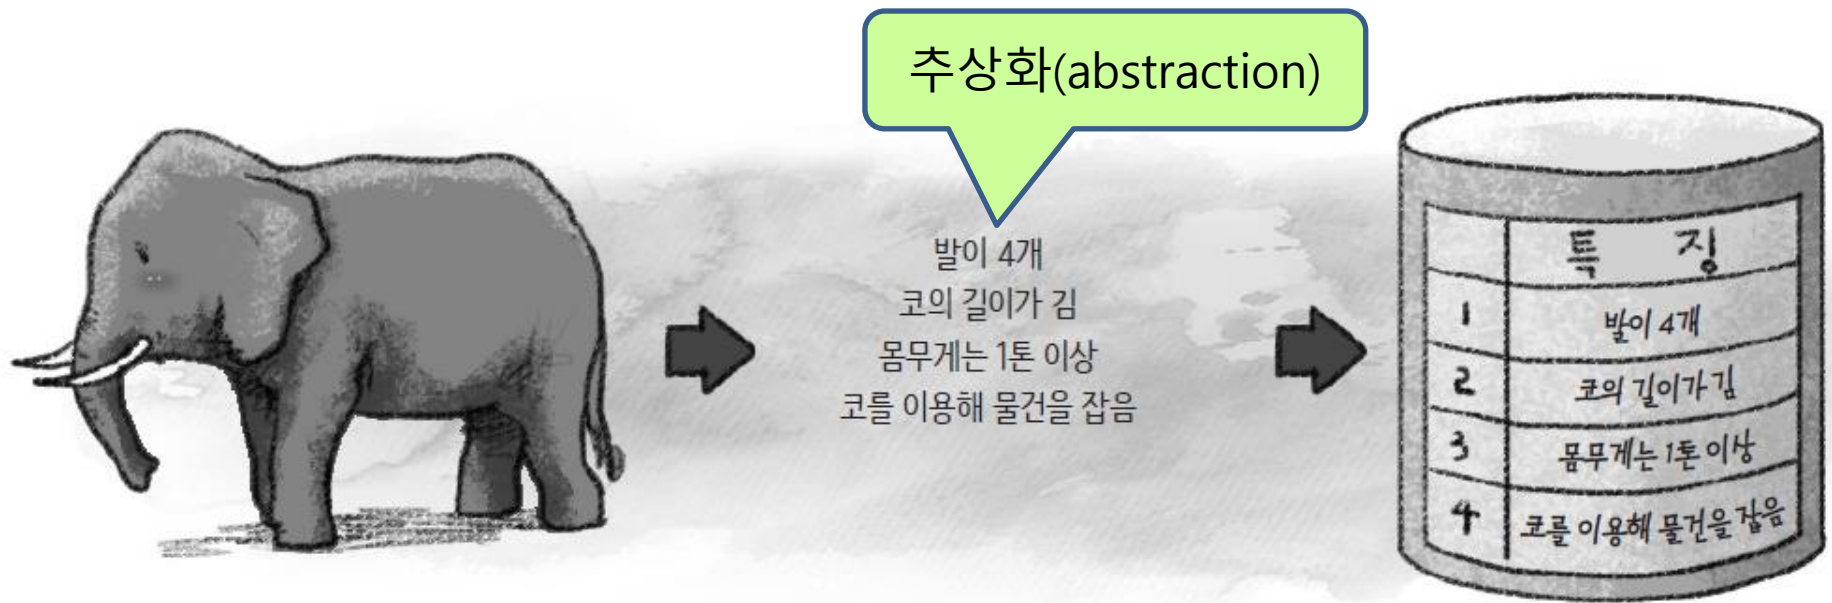 추상화(abstraction)
발이 4개
코의 길이가 김
몸무게는 1톤 이상
코를 이용해 물건을 잡음
특 징
1 발이 4개
2 코의 길이가 김
3 몸무게는 1톤 이상
4 코를 이용해 물건을 잡음